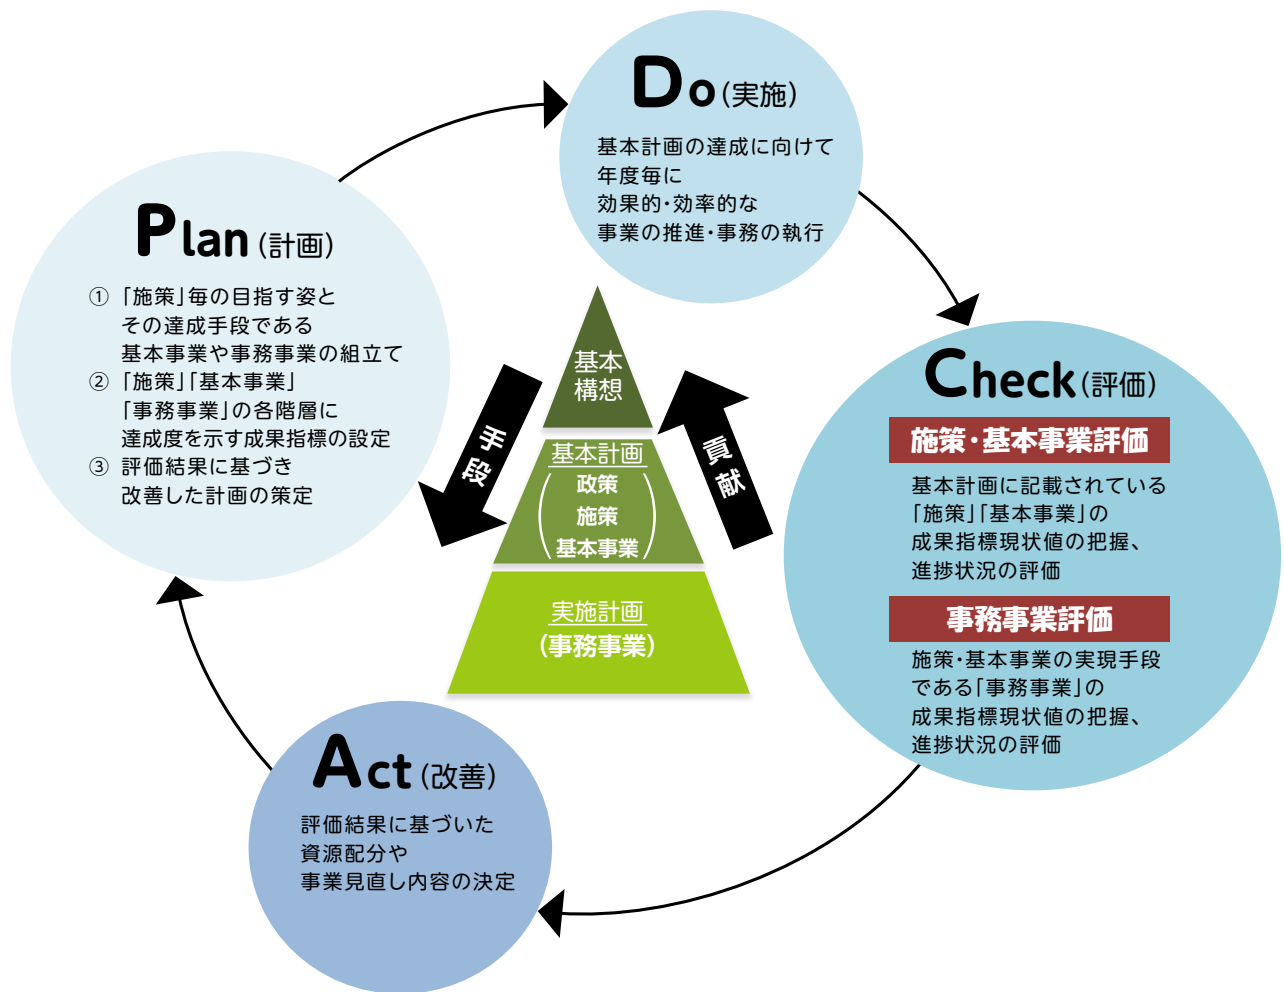 Plan(計画)
① 「施策」毎の目指す姿と
その達成手段である
基本事業や事務事業の組立て
② 「施策」「基本事業」
「事務事業」の各階層に
達成度を示す成果指標の設定
③ 評価結果に基づき
改善した計画の策定
Do(実施)
基本計画の達成に向けて
年度毎に
効果的・効率的な
事業の推進・事務の執行
Check(評価)
施策・基本事業評価
基本計画に記載されている
「施策」「基本事業」の
成果指標現状値の把握、
進捗状況の評価
事務事業評価
施策・基本事業の実現手段
である「事務事業」の
成果指標現状値の把握、
進捗状況の評価
Act(改善)
評価結果に基づいた
資源配分や
事業見直し内容の決定
手段
基本
構想
基本計画
(政策
施策
基本事業)
実施計画
(事務事業)
貢献